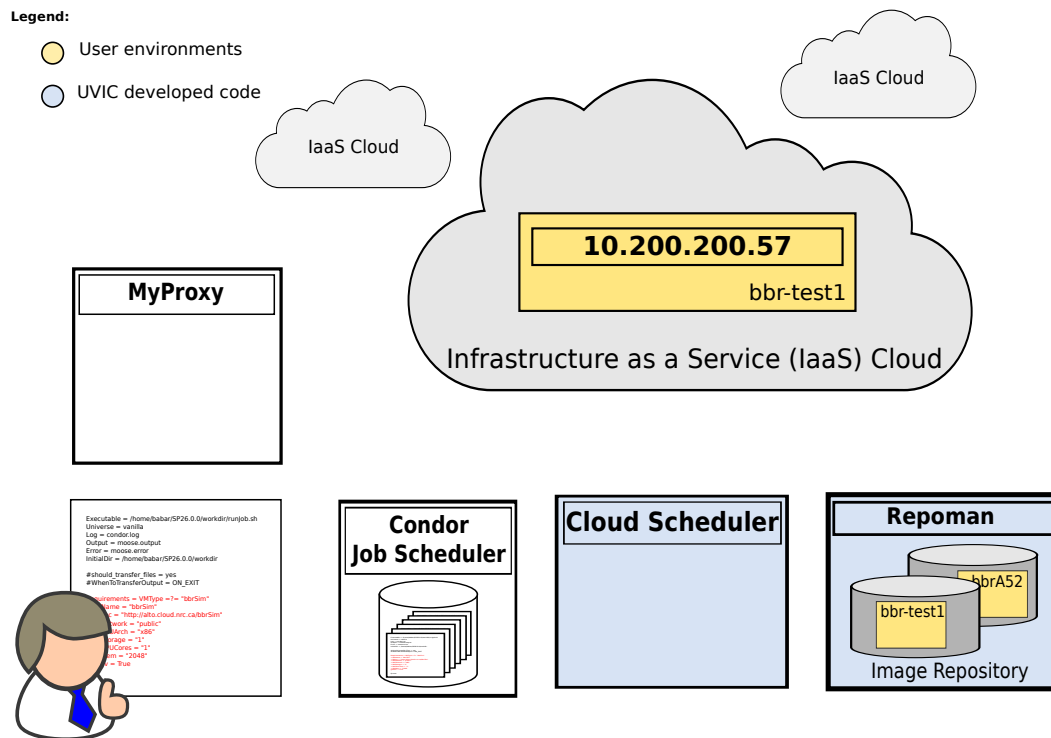 Legend:
User environments
UVIC developed code
IaaS Cloud
IaaS Cloud
10.200.200.57
bbr-test1
Infrastructure as a Service (IaaS) Cloud
MyProxy
Executable = /home/babar/SP26.0.0/workdir/runJob.sh
Universe = vanilla
Log = condor.log
Output = moose.output
Error = moose.error
InitialDir = /home/babar/SP26.0.0/workdir
#should_transfer_files = yes
#WhenToTransferOutput = ON_EXIT
= VMType =?= "bbrSim"
= "bbrSim"
= "http://alto.cloud.nrc.ca/bbrSim"
= "public"
= "x86"
= "1"
= "1"
= "2048"
= True
Condor
Job Scheduler
Cloud Scheduler
Repoman
bbrA52
bbr-test1
Image Repository